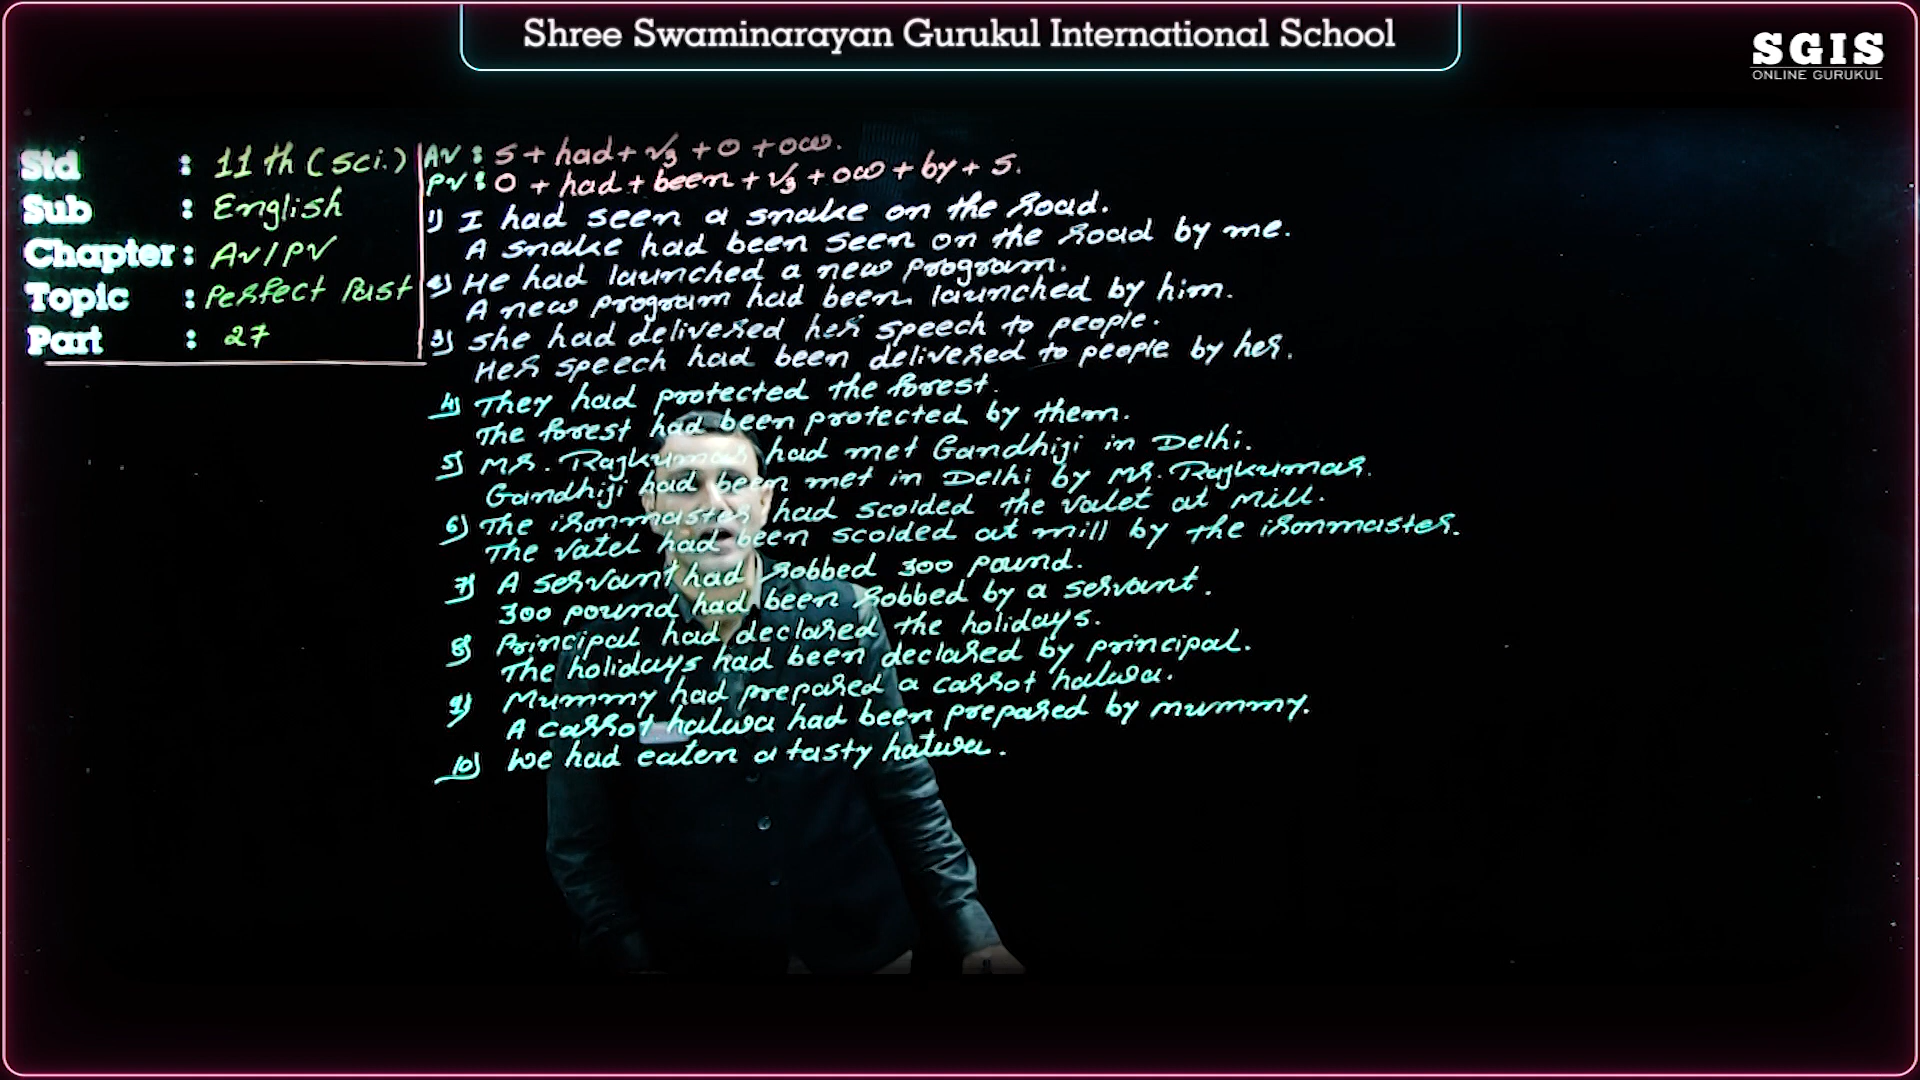 Shree Swaminarayan Gurukul International School
SGIS
ONLINE GURUKUL
Std : 11th (Sci.)
Sub : English
Chapter : AV/PV
Topic : Perfect Past
Part : 27
AV : S + had + V3 + O + OW.
PV : O + had + been + V3 + OW + by + S.
1) I had seen a snake on the road.
A snake had been seen on the road by me.
2) He had launched a new program.
A new program had been launched by him.
3) She had delivered her speech to people.
Her speech had been delivered to people by her.
4) They had protected the forest.
The forest had been protected by them.
5) Mr. Rajkumar had met Gandhiji in Delhi.
Gandhiji had been met in Delhi by Mr. Rajkumar.
6) The ironmaster had scolded the valet at mill.
The valet had been scolded at mill by the ironmaster.
7) A servant had robbed 300 pound.
300 pound had been robbed by a servant.
8) Principal had declared the holidays.
The holidays had been declared by principal.
9) Mummy had prepared a carrot halwa.
A carrot halwa had been prepared by mummy.
10) We had eaten a tasty halwa.